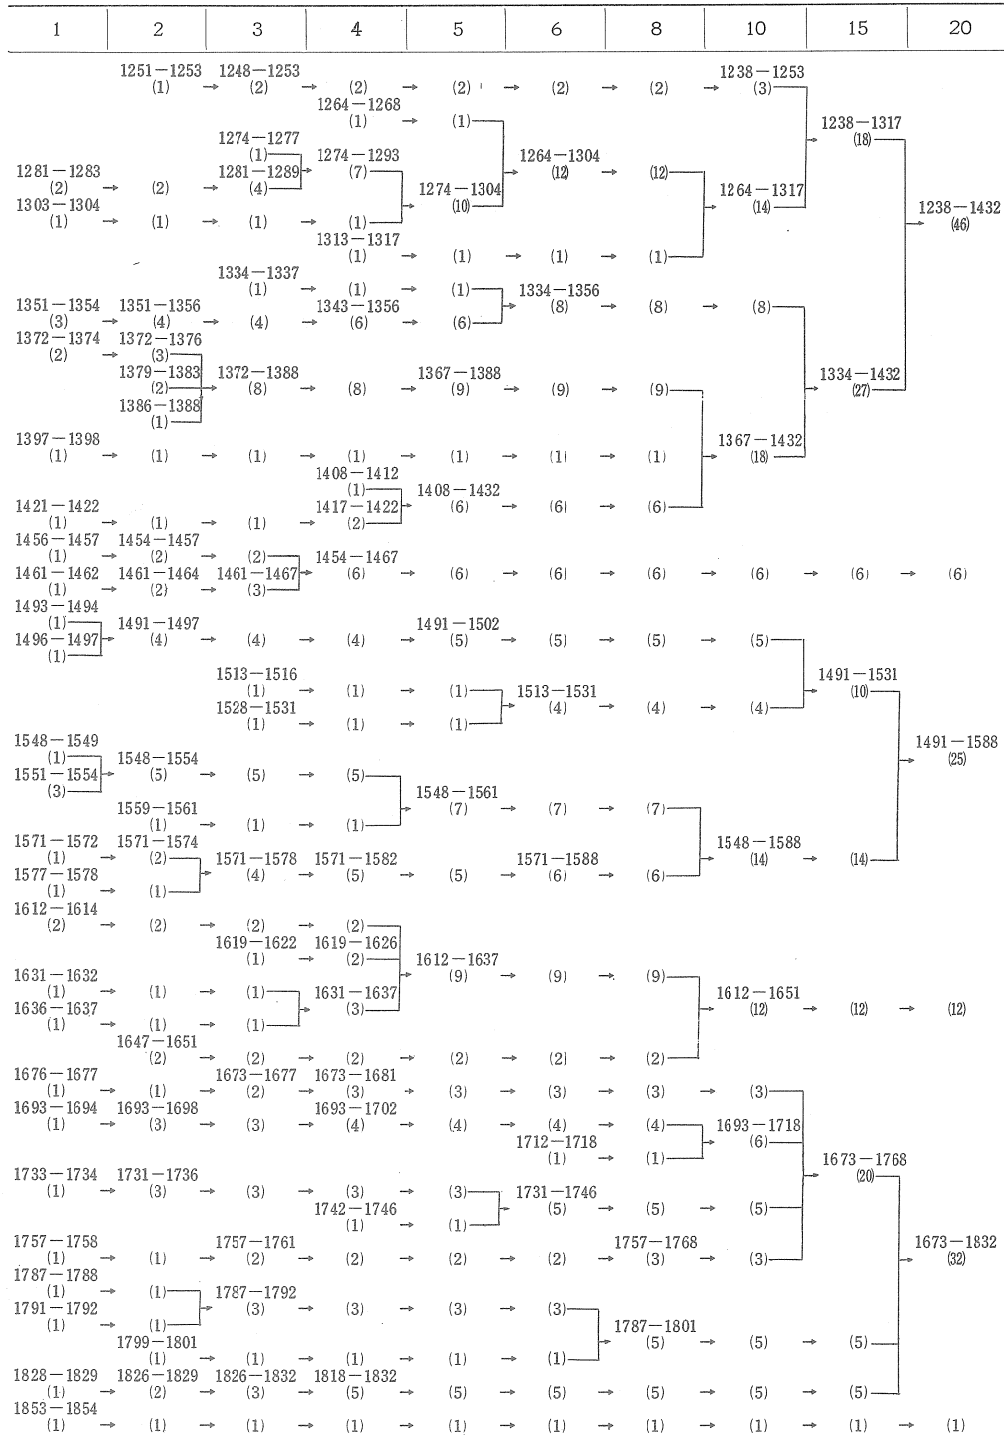 1 2 3 4 5 6 8 10 15 20
1251－1253 1248－1253 1238－1253
(1) → (2) → (2) → (2) → (2) → (2) → (3)
1264－1268
(1) → (1)
1238－1317
(18)
1274－1277
(1)
1274－1293 1264－1304
(7) (12) → (12)
1281－1283 1281－1289
(2) → (2) → (4)
1274－1304 1264－1317
(10) (14)
1303－1304
(1) → (1) → (1) → (1)
1238－1432
(46)
1313－1317
(1) → (1) → (1) → (1)
1334－1337
(1) → (1) → (1)
1334－1356
(8) → (8) → (8)
1351－1354 1351－1356 1343－1356
(3) → (4) → (4) → (6) → (6)
1372－1374 1372－1376
(2) → (3)
1379－1383 1372－1388 1367－1388 1334－1432
(2) → (8) → (8) → (9) → (9) → (9) (27)
1386－1388
(1)
1397－1398 1367－1432
(1) → (1) → (1) → (1) → (1) → (1) → (1) → (18)
1408－1412
(1)
1408－1432
(6) → (6) → (6)
1421－1422 1417－1422
(1) → (1) → (1) → (2)
1456－1457 1454－1457
(1) → (2) → (2)
1454－1467
(6) → (6) → (6) → (6) → (6) → (6) → (6)
1461－1462 1461－1464 1461－1467
(1) → (2) → (3)
1493－1494
(1)
1491－1497 1491－1502
(4) → (4) → (4) → (5) → (5) → (5) → (5)
1496－1497
(1)
1513－1516 1491－1531
(1) → (1) → (1) (10)
1513－1531
(4) → (4) → (4)
1528－1531
(1) → (1) → (1)
1548－1549 1491－1588
(1) (25)
1548－1554
(5) → (5) → (5)
1551－1554
(3)
1548－1561
(7) → (7) → (7)
1559－1561
(1) → (1) → (1)
1571－1572 1571－1574 1548－1588
(1) → (2) (14) → (14)
1571－1578 1571－1582 1571－1588
(4) → (5) → (5) → (6) → (6)
1577－1578
(1) → (1)
1612－1614
(2) → (2) → (2) → (2)
1619－1622 1619－1626
(1) → (2)
1612－1637
(9) → (9) → (9)
1631－1632
(1) → (1) → (1)
1631－1637 1612－1651
(3) (12) → (12) → (12)
1636－1637
(1) → (1) → (1)
1647－1651
(2) → (2) → (2) → (2) → (2) → (2)
1676－1677 1673－1677 1673－1681
(1) → (1) → (2) → (3) → (3) → (3) → (3) → (3)
1693－1694 1693－1698 1693－1702
(1) → (3) → (3) → (4) → (4) → (4) → (4)
1693－1718
(6)
1712－1718
(1) → (1)
1673－1768
(20)
1733－1734 1731－1736
(1) → (3) → (3) → (3) → (3)
1731－1746
(5) → (5) → (5)
1742－1746
(1) → (1)
1757－1758 1757－1761 1757－1768 1673－1832
(1) → (1) → (2) → (2) → (2) → (2) → (3) → (3) (32)
1787－1788
(1) → (1)
1787－1792
(3) → (3) → (3) → (3)
1791－1792
(1) → (1)
1787－1801
(5) → (5) → (5)
1799－1801
(1) → (1) → (1) → (1) → (1)
1828－1829 1826－1829 1826－1832 1818－1832
(1) → (2) → (3) → (5) → (5) → (5) → (5) → (5) → (5)
1853－1854
(1) → (1) → (1) → (1) → (1) → (1) → (1) → (1) → (1) → (1)